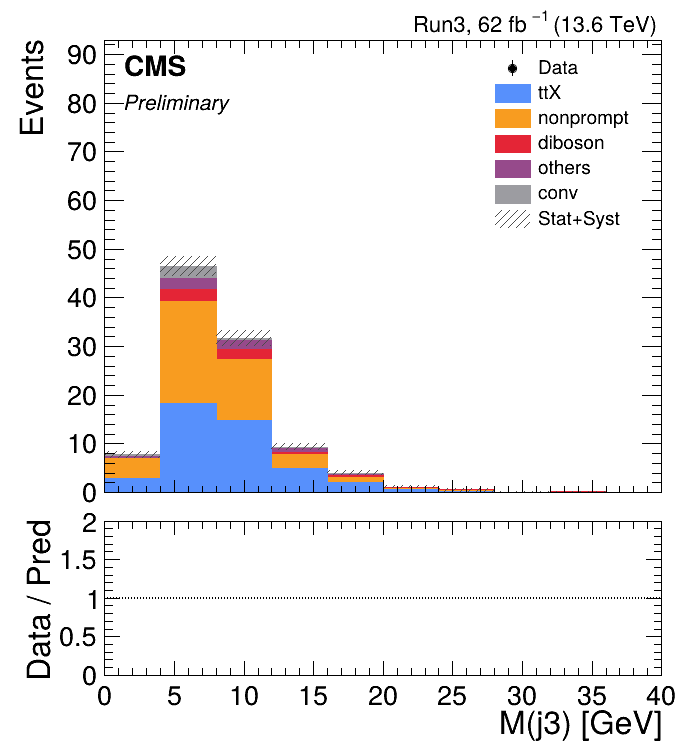 Run3, 62 fb⁻¹ (13.6 TeV)
Events
90
80
70
60
50
40
30
20
10
0
CMS
Preliminary
Data
ttX
nonprompt
diboson
others
conv
Stat+Syst
Data / Pred
2
1.5
1
0.5
0
0 5 10 15 20 25 30 35 40
M(j3) [GeV]